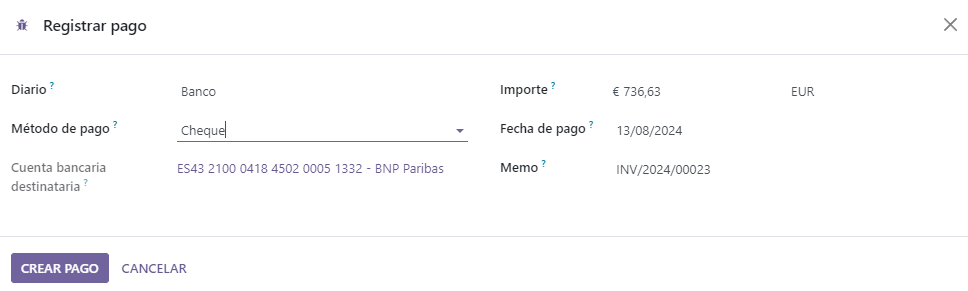 Registrar pago
Diario ? Banco
Importe ? € 736,63 EUR
Método de pago ? Cheque
Fecha de pago ? 13/08/2024
Cuenta bancaria
destinataria ? ES43 2100 0418 4502 0005 1332 - BNP Paribas
Memo ? INV/2024/00023
CREAR PAGO CANCELAR